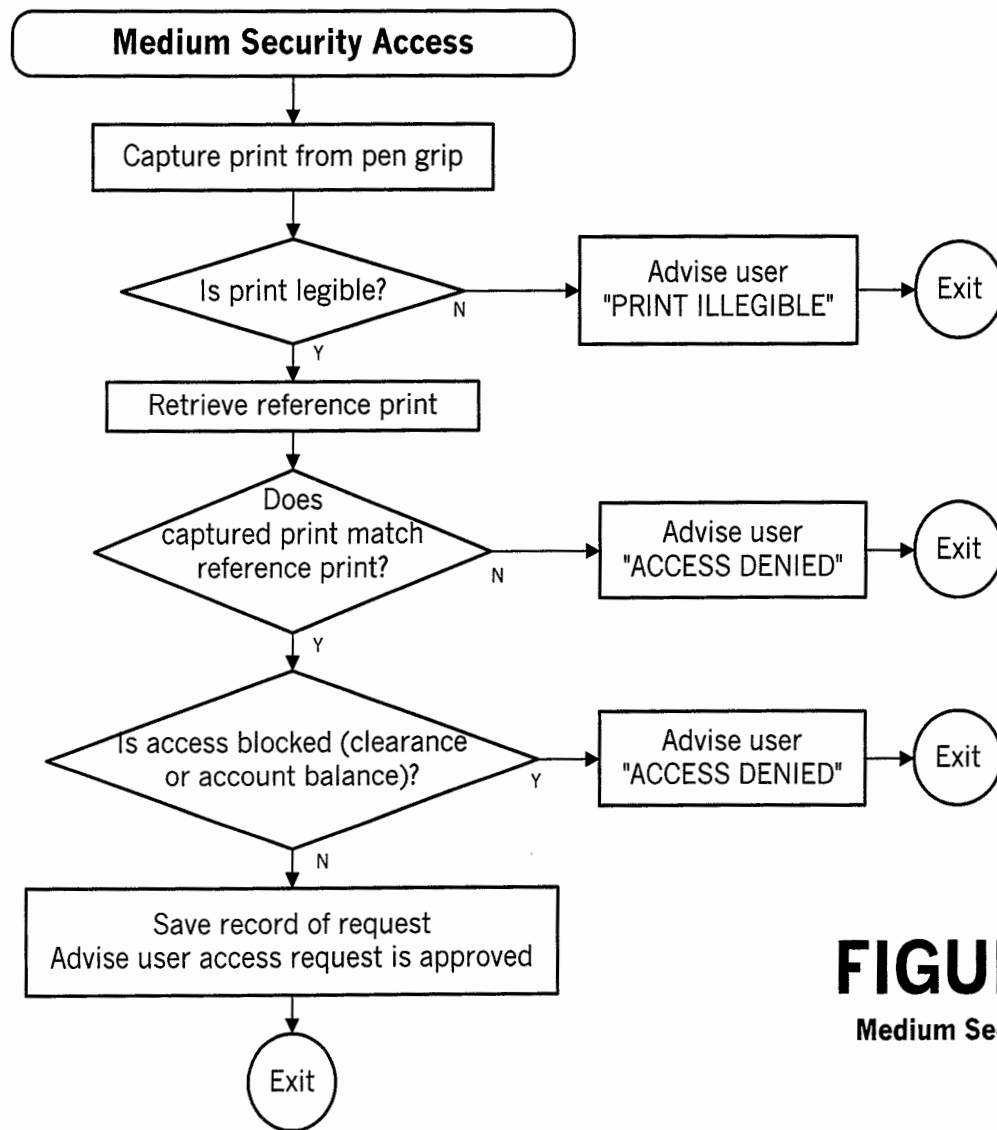 Medium Security Access
Capture print from pen grip
Is print legible?
N
Y
Advise user
"PRINT ILLEGIBLE"
Exit
Retrieve reference print
Does
captured print match
reference print?
N
Y
Advise user
"ACCESS DENIED"
Exit
Is access blocked (clearance
or account balance)?
Y
N
Advise user
"ACCESS DENIED"
Exit
Save record of request
Advise user access request is approved
Exit
Medium